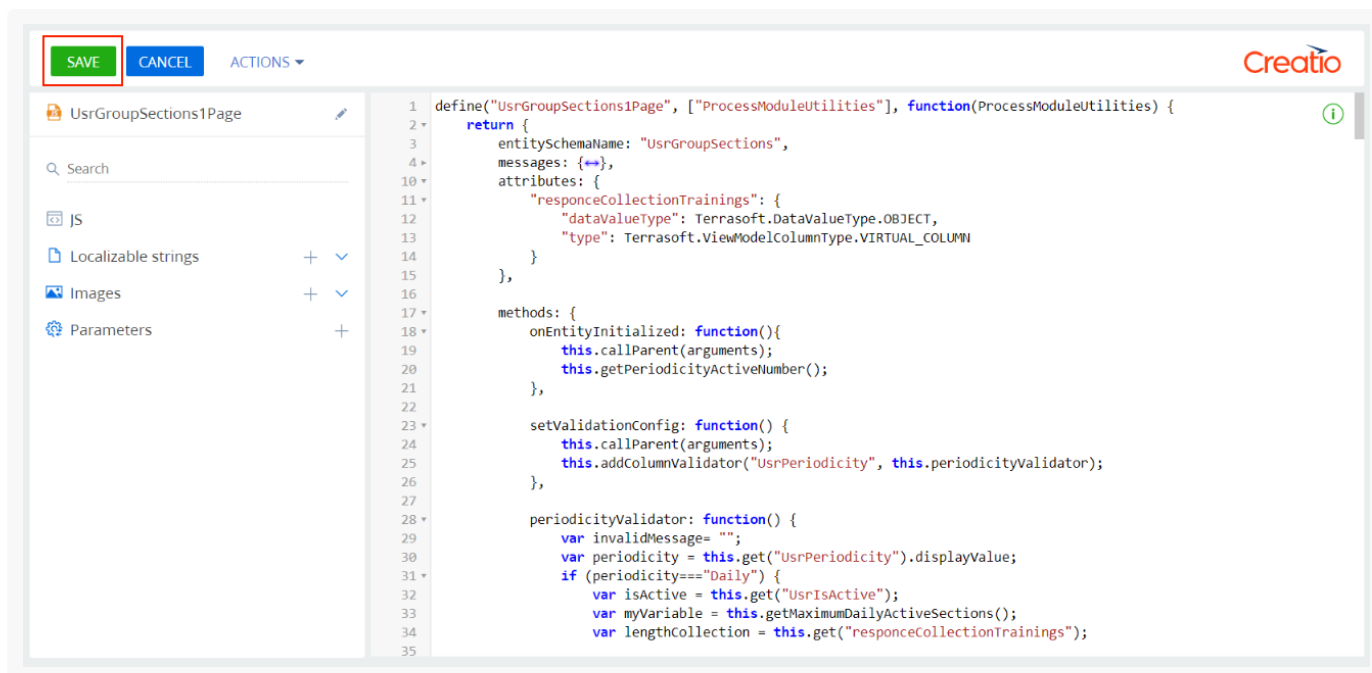 SAVE CANCEL ACTIONS
Creatio
UsrGroupSections1Page
Search
JS
Localizable strings
Images
Parameters
1 define("UsrGroupSections1Page", ["ProcessModuleUtilities"], function(ProcessModuleUtilities) {
2 return {
3 entitySchemaName: "UsrGroupSections",
4 messages: {↔},
10 attributes: {
11 "responceCollectionTrainings": {
12 "dataValueType": Terrasoft.DataValueType.OBJECT,
13 "type": Terrasoft.ViewModelColumnType.VIRTUAL_COLUMN
14 }
15 },
16
17 methods: {
18 onEntityInitialized: function(){
19 this.callParent(arguments);
20 this.getPeriodicityActiveNumber();
21 },
22
23 setValidationConfig: function() {
24 this.callParent(arguments);
25 this.addColumnValidator("UsrPeriodicity", this.periodicityValidator);
26 },
27
28 periodicityValidator: function() {
29 var invalidMessage= "";
30 var periodicity = this.get("UsrPeriodicity").displayValue;
31 if (periodicity==="Daily") {
32 var isActive = this.get("UsrIsActive");
33 var myVariable = this.getMaximumDailyActiveSections();
34 var lengthCollection = this.get("responceCollectionTrainings");
35